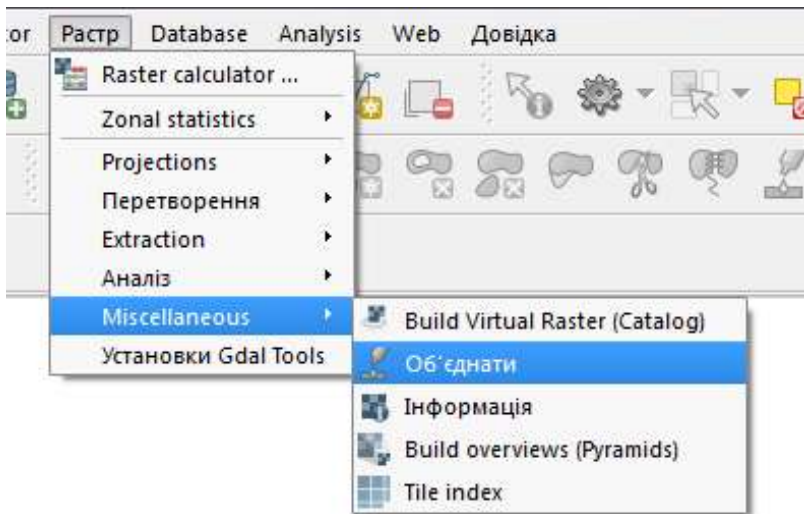 or Растр Database Analysis Web Довідка
Raster calculator ...
Zonal statistics
Projections
Перетворення
Extraction
Аналіз
Miscellaneous
Установки Gdal Tools
Build Virtual Raster (Catalog)
Об'єднати
Інформація
Build overviews (Pyramids)
Tile index